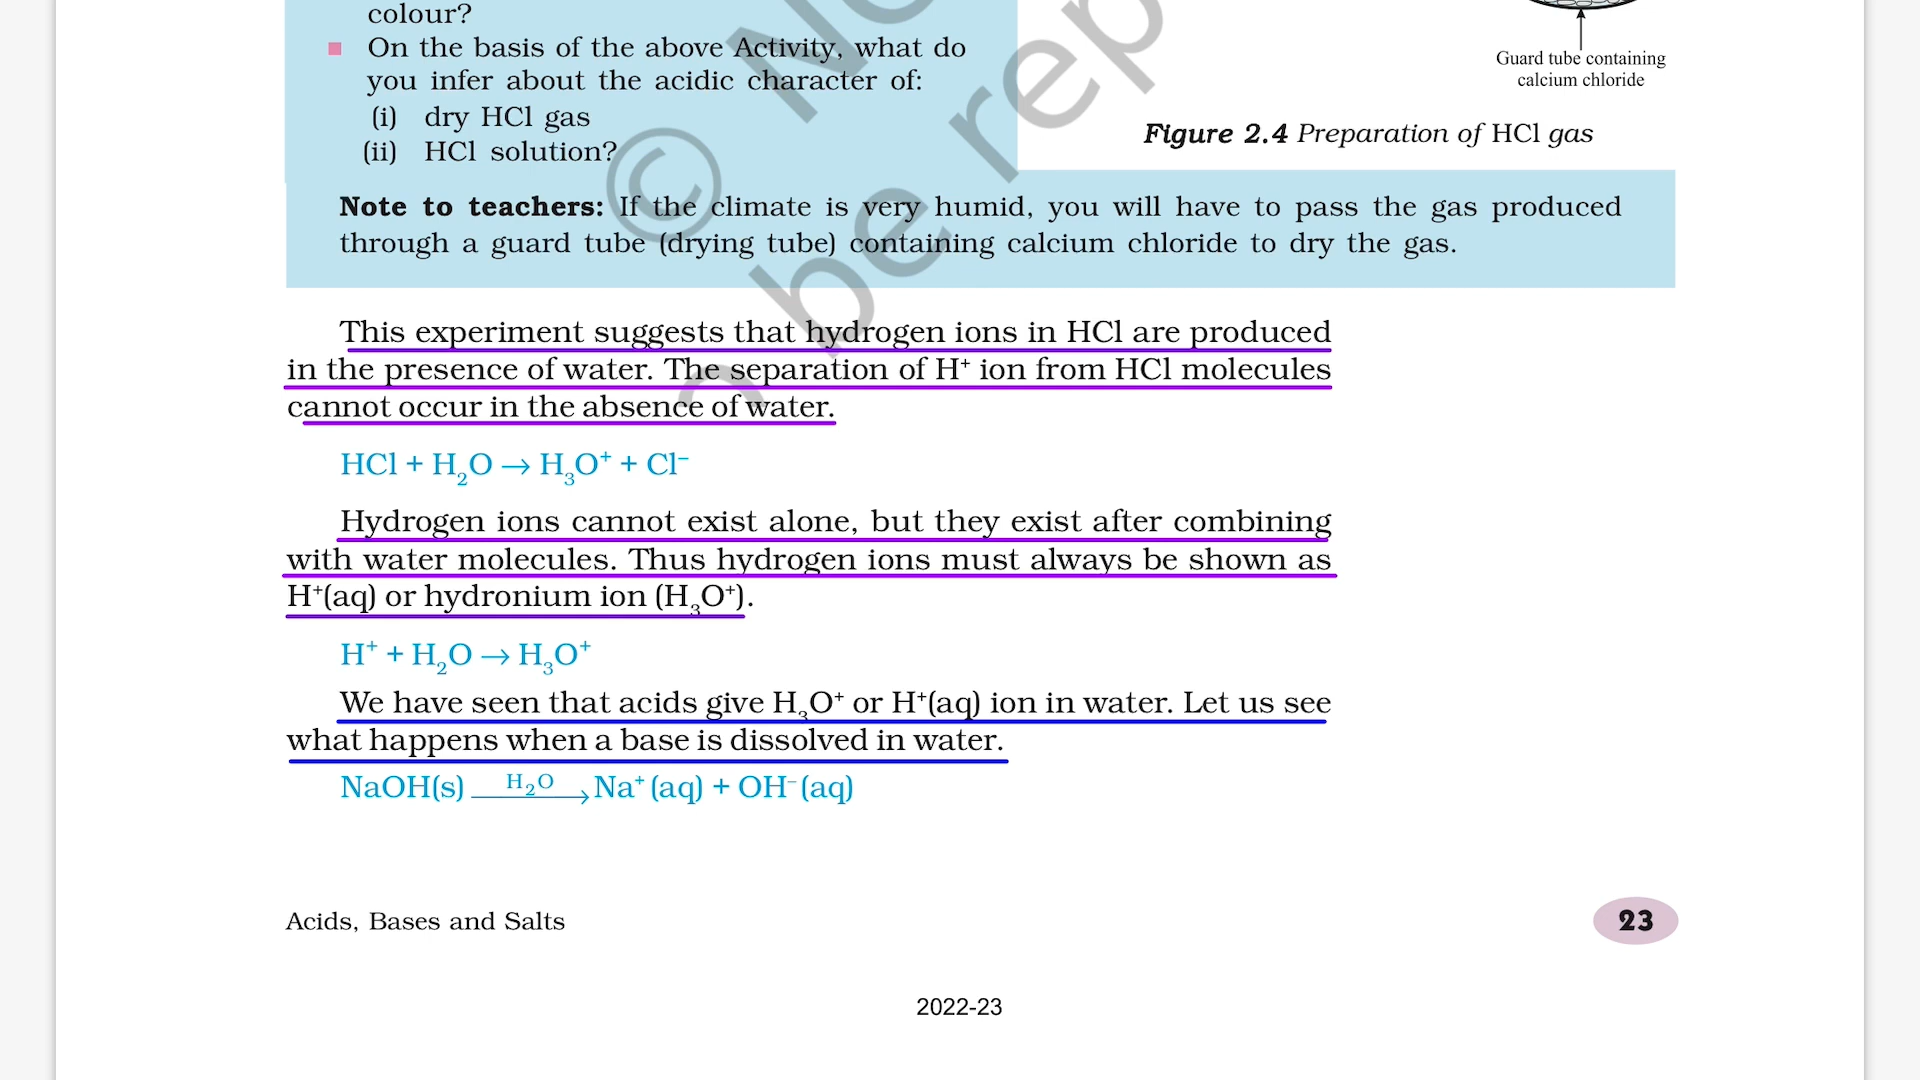 colour?
On the basis of the above Activity, what do
you infer about the acidic character of:
(i) dry HCl gas
(ii) HCl solution?
Guard tube containing
calcium chloride
Figure 2.4 Preparation of HCl gas
Note to teachers: If the climate is very humid, you will have to pass the gas produced
through a guard tube (drying tube) containing calcium chloride to dry the gas.
This experiment suggests that hydrogen ions in HCl are produced
in the presence of water. The separation of H⁺ ion from HCl molecules
cannot occur in the absence of water.
HCl + H₂O → H₃O⁺ + Cl⁻
Hydrogen ions cannot exist alone, but they exist after combining
with water molecules. Thus hydrogen ions must always be shown as
H⁺(aq) or hydronium ion (H₃O⁺).
H⁺ + H₂O → H₃O⁺
We have seen that acids give H₃O⁺ or H⁺(aq) ion in water. Let us see
what happens when a base is dissolved in water.
NaOH(s) H₂O→ Na⁺(aq) + OH⁻(aq)
Acids, Bases and Salts
23
2022-23
© N
be rep